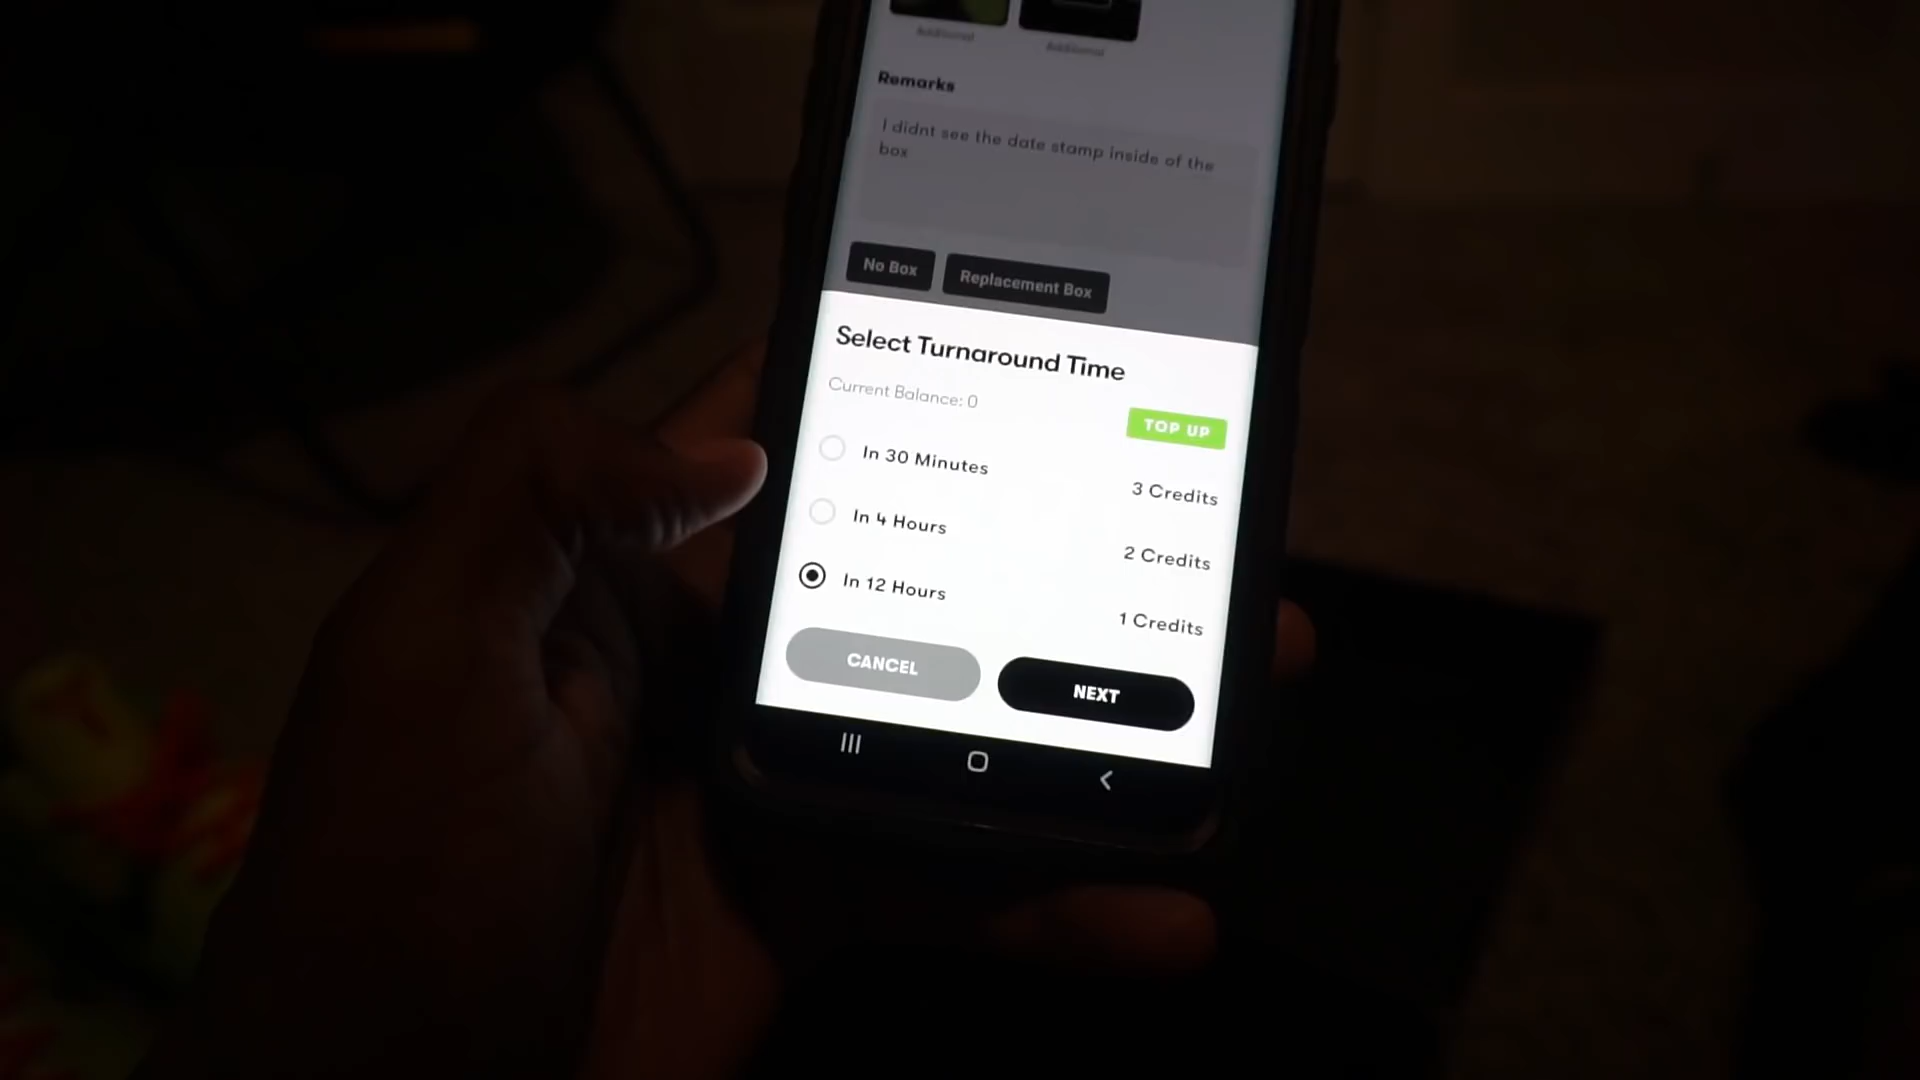 Additional
Additional
Remarks
I didnt see the date stamp inside of the
box
No Box
Replacement Box
Select Turnaround Time
Current Balance: 0
TOP UP
In 30 Minutes
3 Credits
In 4 Hours
2 Credits
In 12 Hours
1 Credits
CANCEL
NEXT